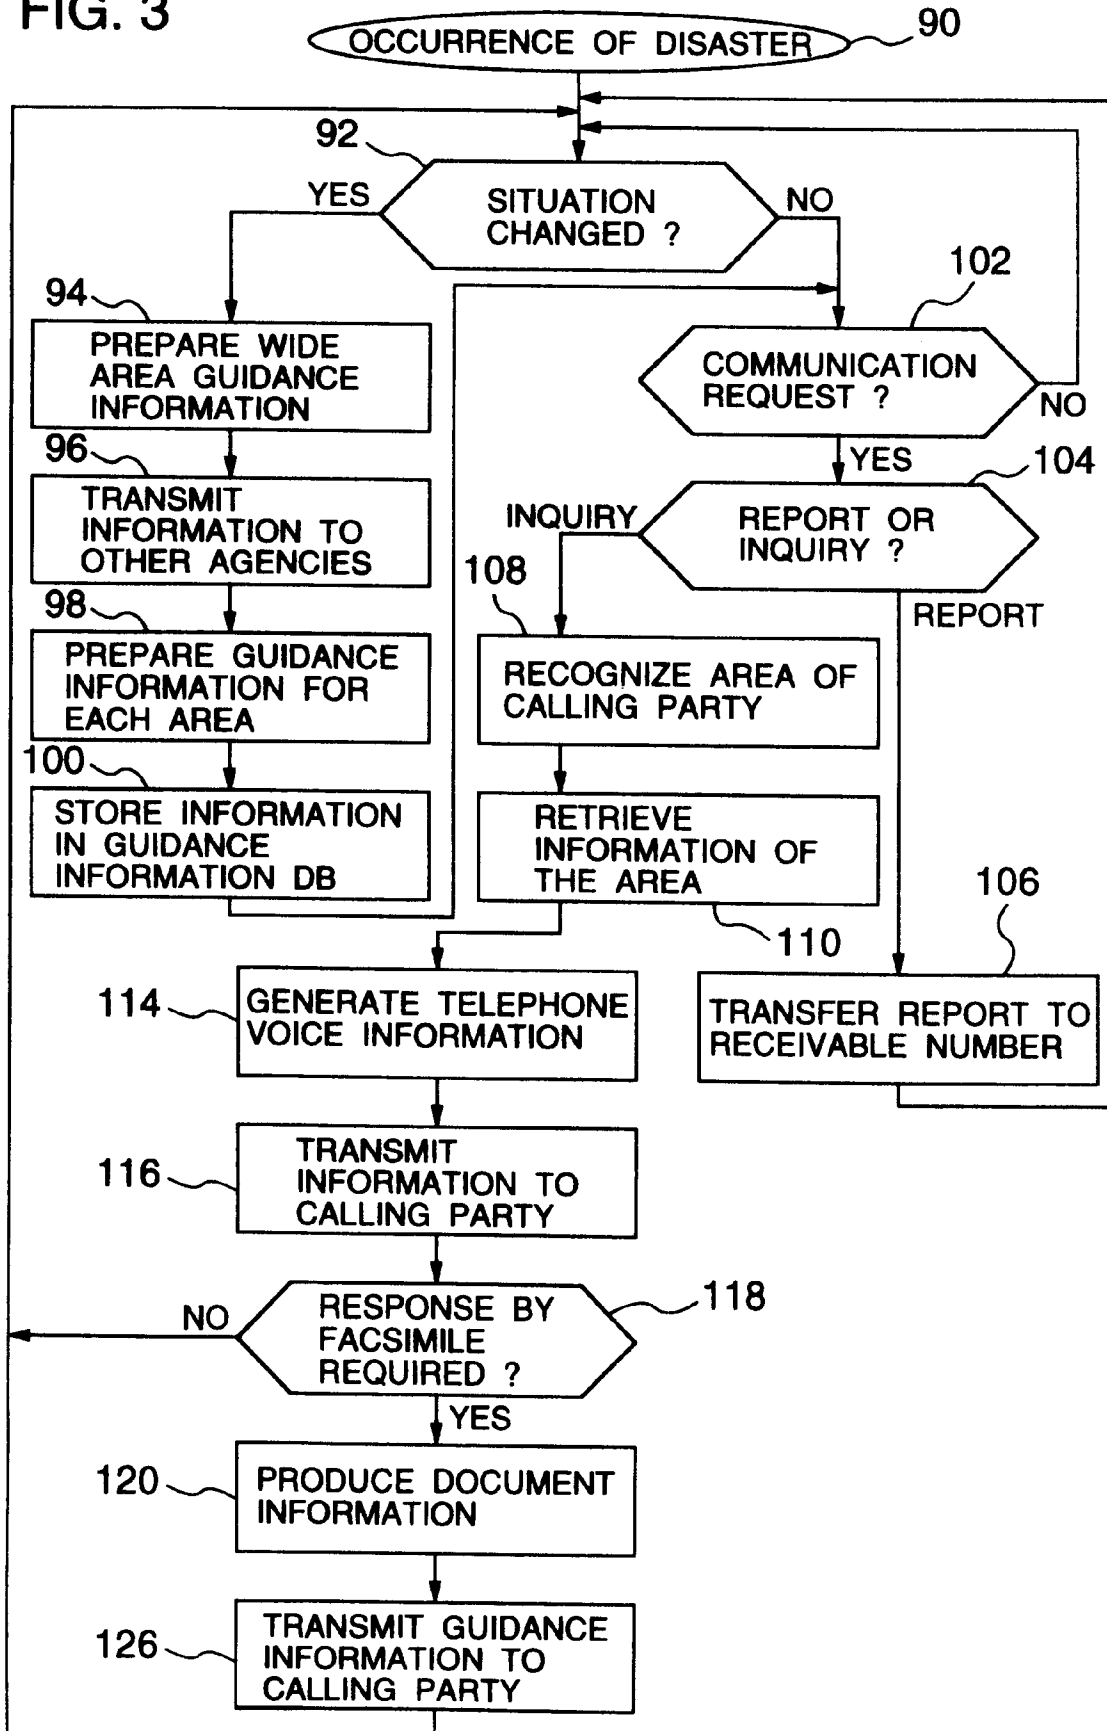 FIG. 3
OCCURRENCE OF DISASTER
90
92
YES
SITUATION
CHANGED ?
NO
94
PREPARE WIDE
AREA GUIDANCE
INFORMATION
102
COMMUNICATION
REQUEST ?
NO
YES
96
TRANSMIT
INFORMATION TO
OTHER AGENCIES
104
INQUIRY
REPORT OR
INQUIRY ?
REPORT
98
PREPARE GUIDANCE
INFORMATION FOR
EACH AREA
108
RECOGNIZE AREA OF
CALLING PARTY
100
STORE INFORMATION
IN GUIDANCE
INFORMATION DB
RETRIEVE
INFORMATION OF
THE AREA
110
106
TRANSFER REPORT TO
RECEIVABLE NUMBER
114
GENERATE TELEPHONE
VOICE INFORMATION
116
TRANSMIT
INFORMATION TO
CALLING PARTY
118
NO
RESPONSE BY
FACSIMILE
REQUIRED ?
YES
120
PRODUCE DOCUMENT
INFORMATION
126
TRANSMIT GUIDANCE
INFORMATION TO
CALLING PARTY